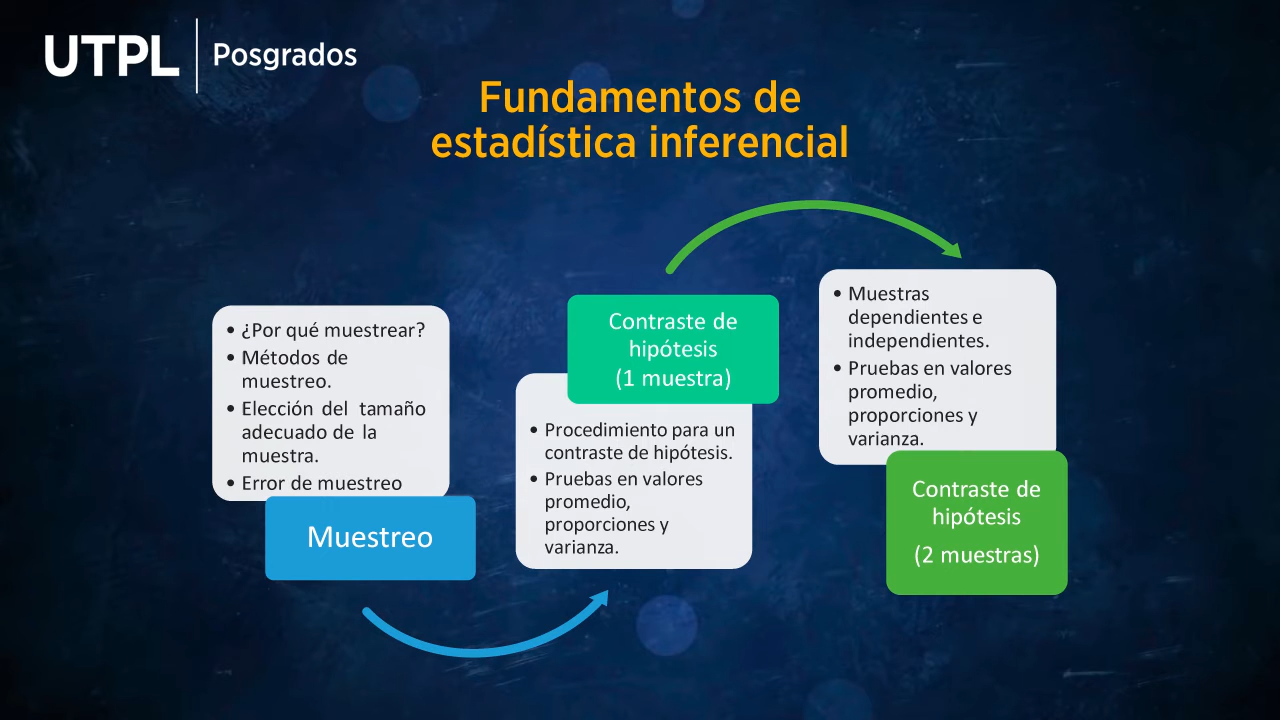 UTPL
Posgrados
Fundamentos de
estadística inferencial
• ¿Por qué muestrear?
• Métodos de
muestreo.
• Elección del tamaño
adecuado de la
muestra.
• Error de muestreo
Muestreo
Contraste de
hipótesis
(1 muestra)
• Procedimiento para un
contraste de hipótesis.
• Pruebas en valores
promedio,
proporciones y
varianza.
• Muestras
dependientes e
independientes.
• Pruebas en valores
promedio,
proporciones y
varianza.
Contraste de
hipótesis
(2 muestras)